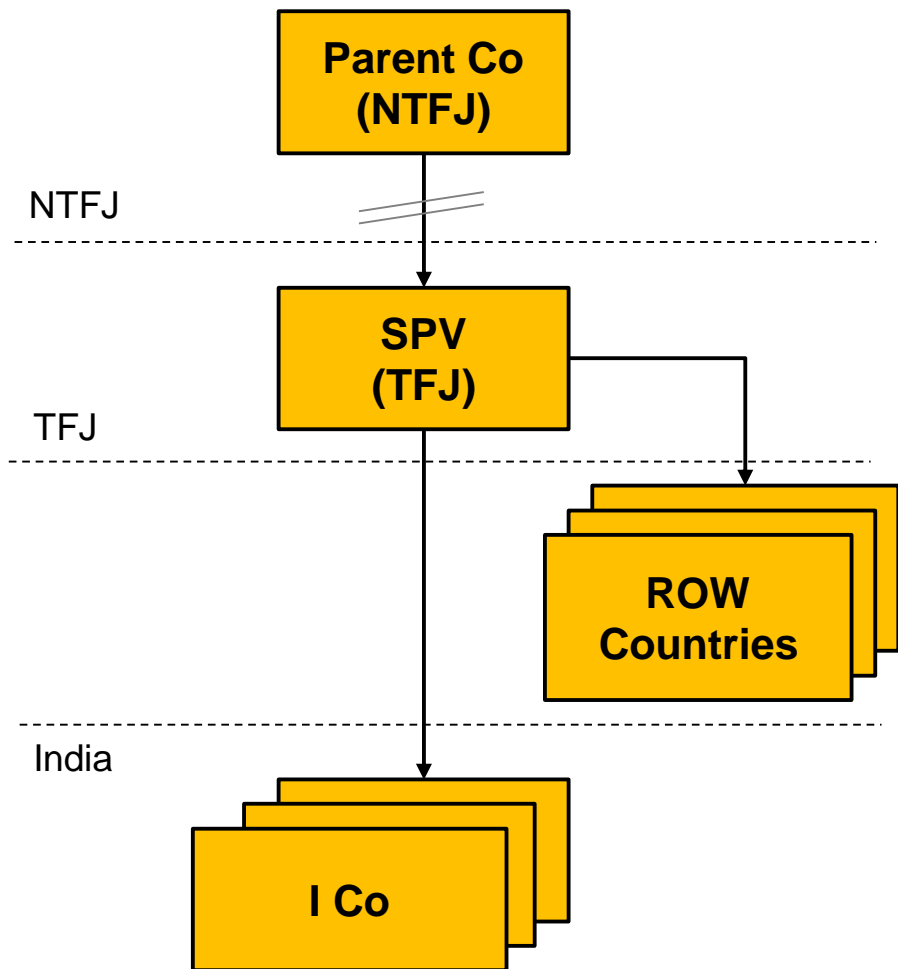 Parent Co
(NTFJ)
NTFJ
SPV
(TFJ)
TFJ
ROW
Countries
India
I Co